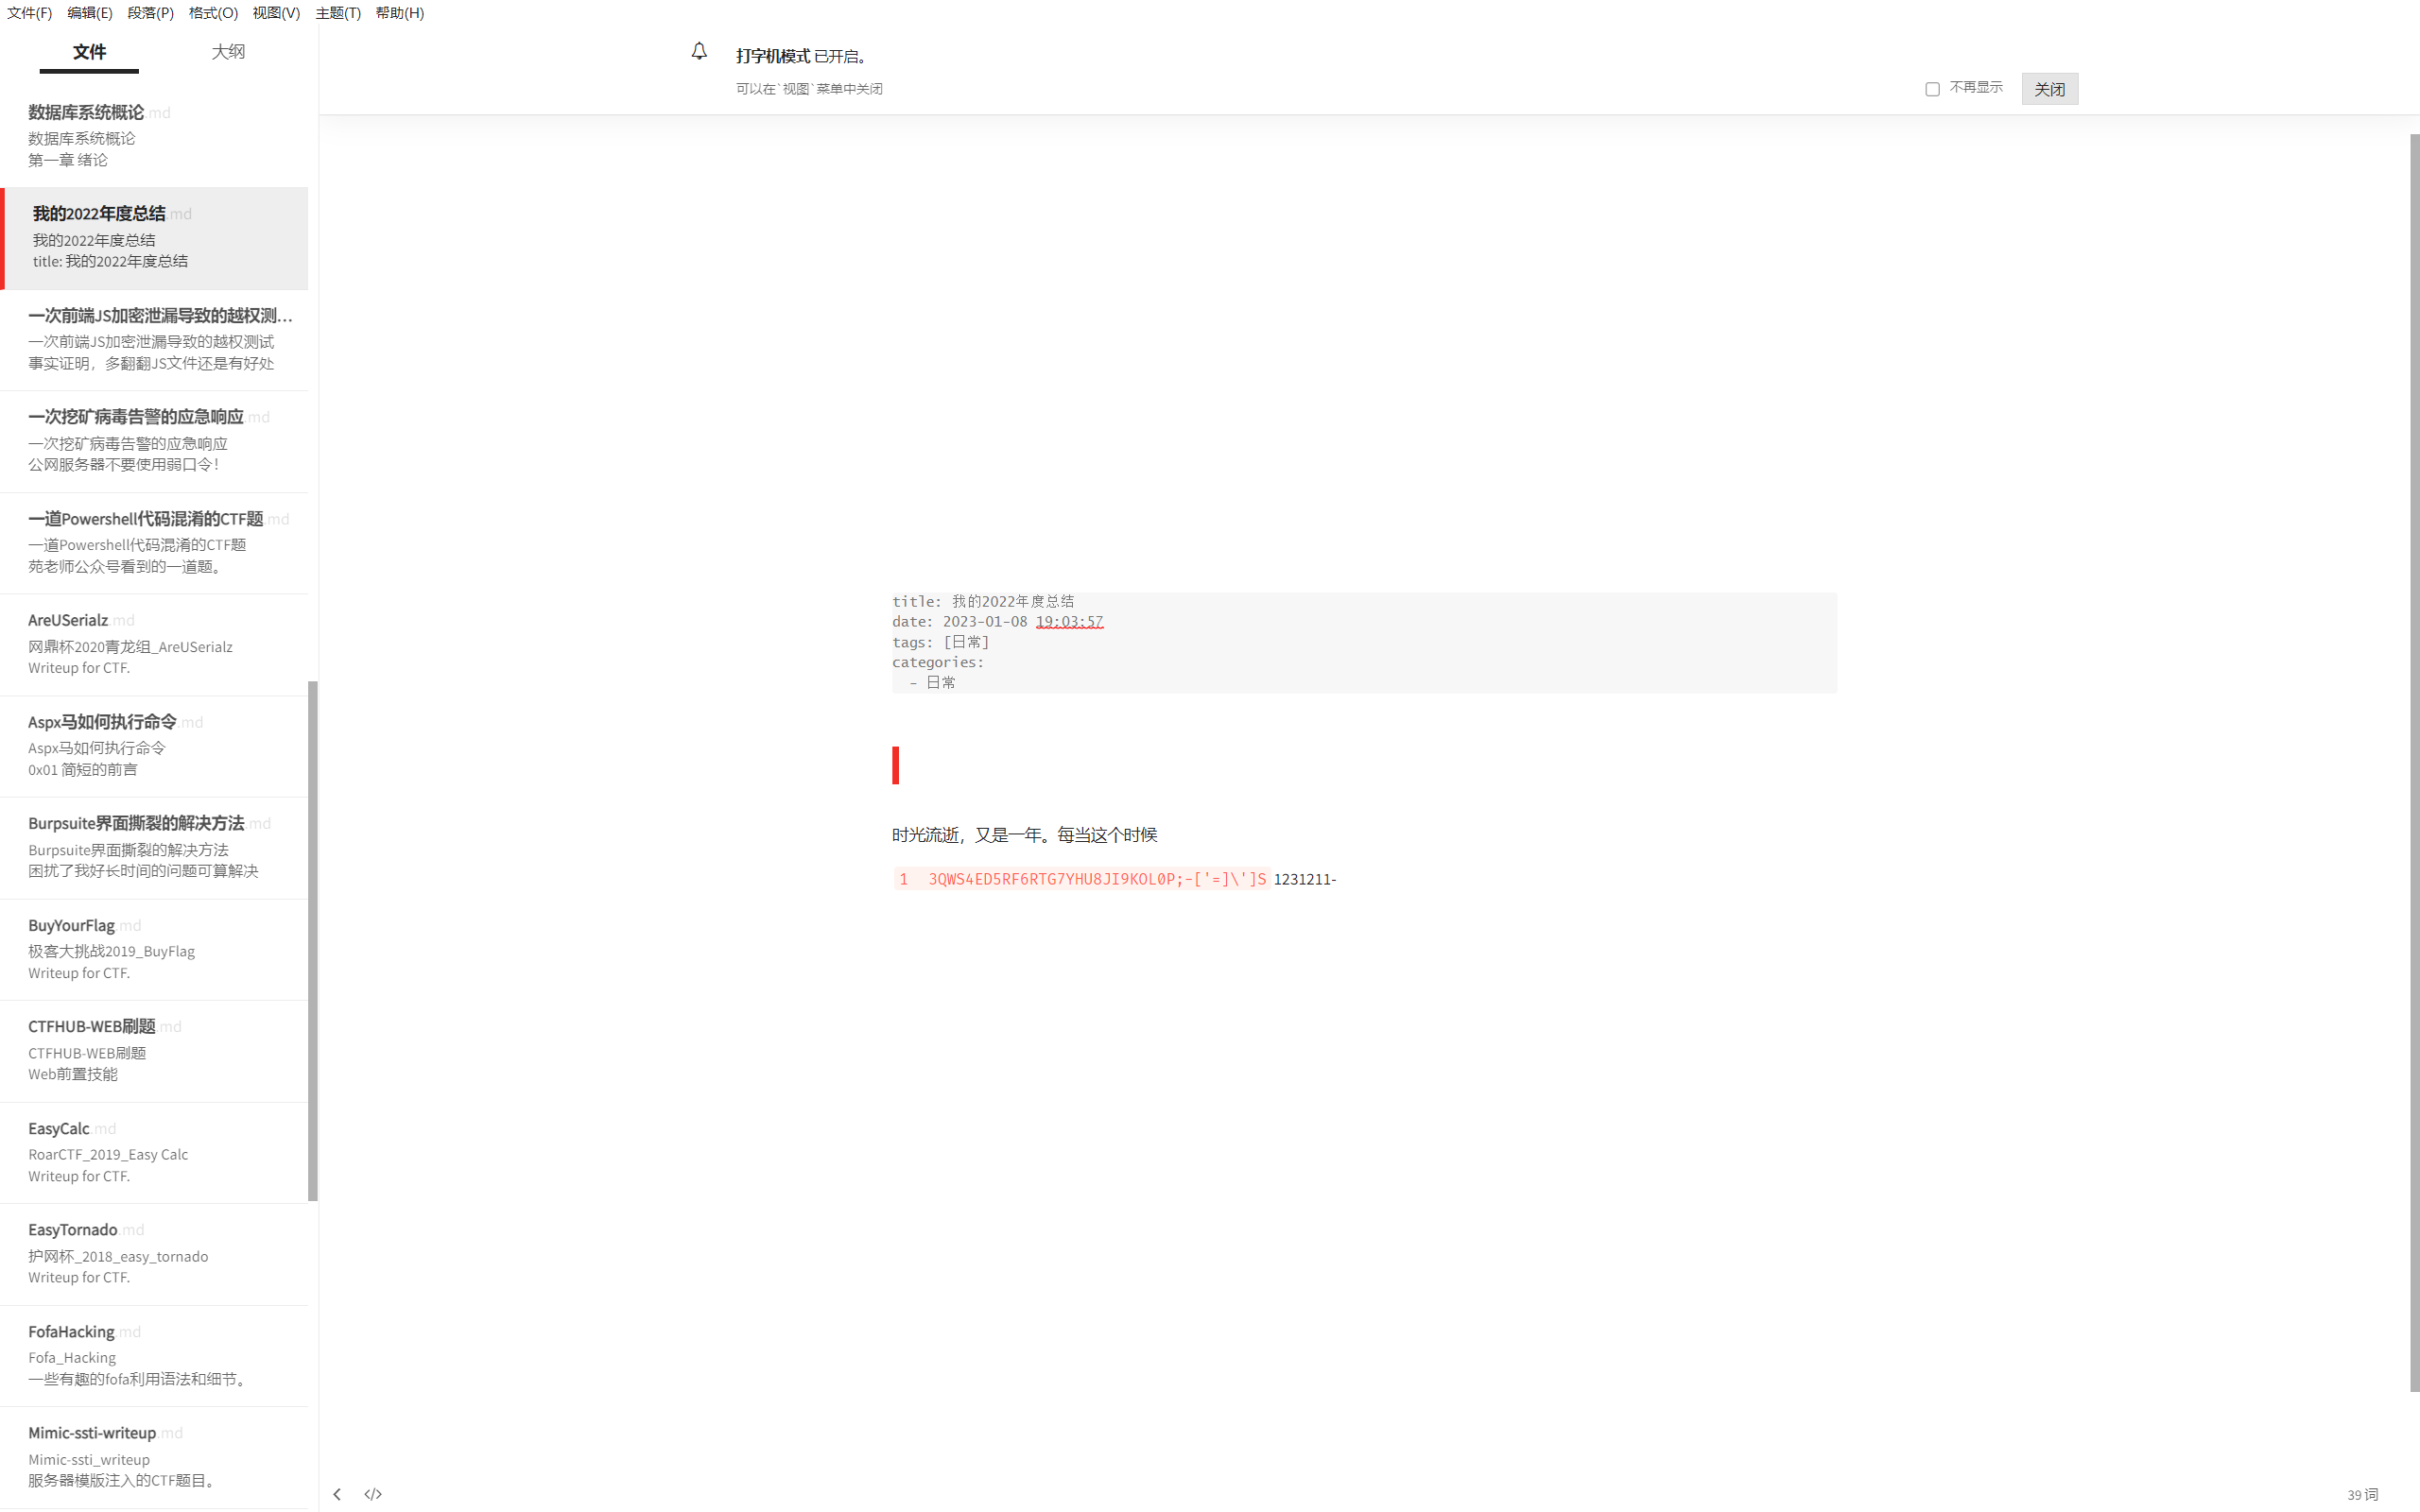 文件(F) 编辑(E) 段落(P) 格式(O) 视图(V) 主题(T) 帮助(H)
文件 大纲
打字机模式 已开启。
可以在`视图`菜单中关闭
不再显示 关闭
数据库系统概论.md
数据库系统概论
第一章 绪论
我的2022年度总结.md
我的2022年度总结
title: 我的2022年度总结
一次前端JS加密泄漏导致的越权测...
一次前端JS加密泄漏导致的越权测试
事实证明，多翻翻JS文件还是有好处
一次挖矿病毒告警的应急响应.md
一次挖矿病毒告警的应急响应
公网服务器不要使用弱口令！
一道Powershell代码混淆的CTF题.md
一道Powershell代码混淆的CTF题
苑老师公众号看到的一道题。
AreUSerialz.md
网鼎杯2020青龙组_AreUSerialz
Writeup for CTF.
Aspx马如何执行命令.md
Aspx马如何执行命令
0x01 简短的前言
Burpsuite界面撕裂的解决方法.md
Burpsuite界面撕裂的解决方法
困扰了我好长时间的问题可算解决
BuyYourFlag.md
极客大挑战2019_BuyFlag
Writeup for CTF.
CTFHUB-WEB刷题.md
CTFHUB-WEB刷题
Web前置技能
EasyCalc.md
RoarCTF_2019_Easy Calc
Writeup for CTF.
EasyTornado.md
护网杯_2018_easy_tornado
Writeup for CTF.
FofaHacking.md
Fofa_Hacking
一些有趣的fofa利用语法和细节。
Mimic-ssti-writeup.md
Mimic-ssti_writeup
服务器模版注入的CTF题目。
title: 我的2022年度总结
date: 2023-01-08 19:03:57
tags: [日常]
categories:
  - 日常
时光流逝，又是一年。每当这个时候
1  3QWS4ED5RF6RTG7YHU8JI9KOL0P;-['=]\']S 1231211-
</> 39 词